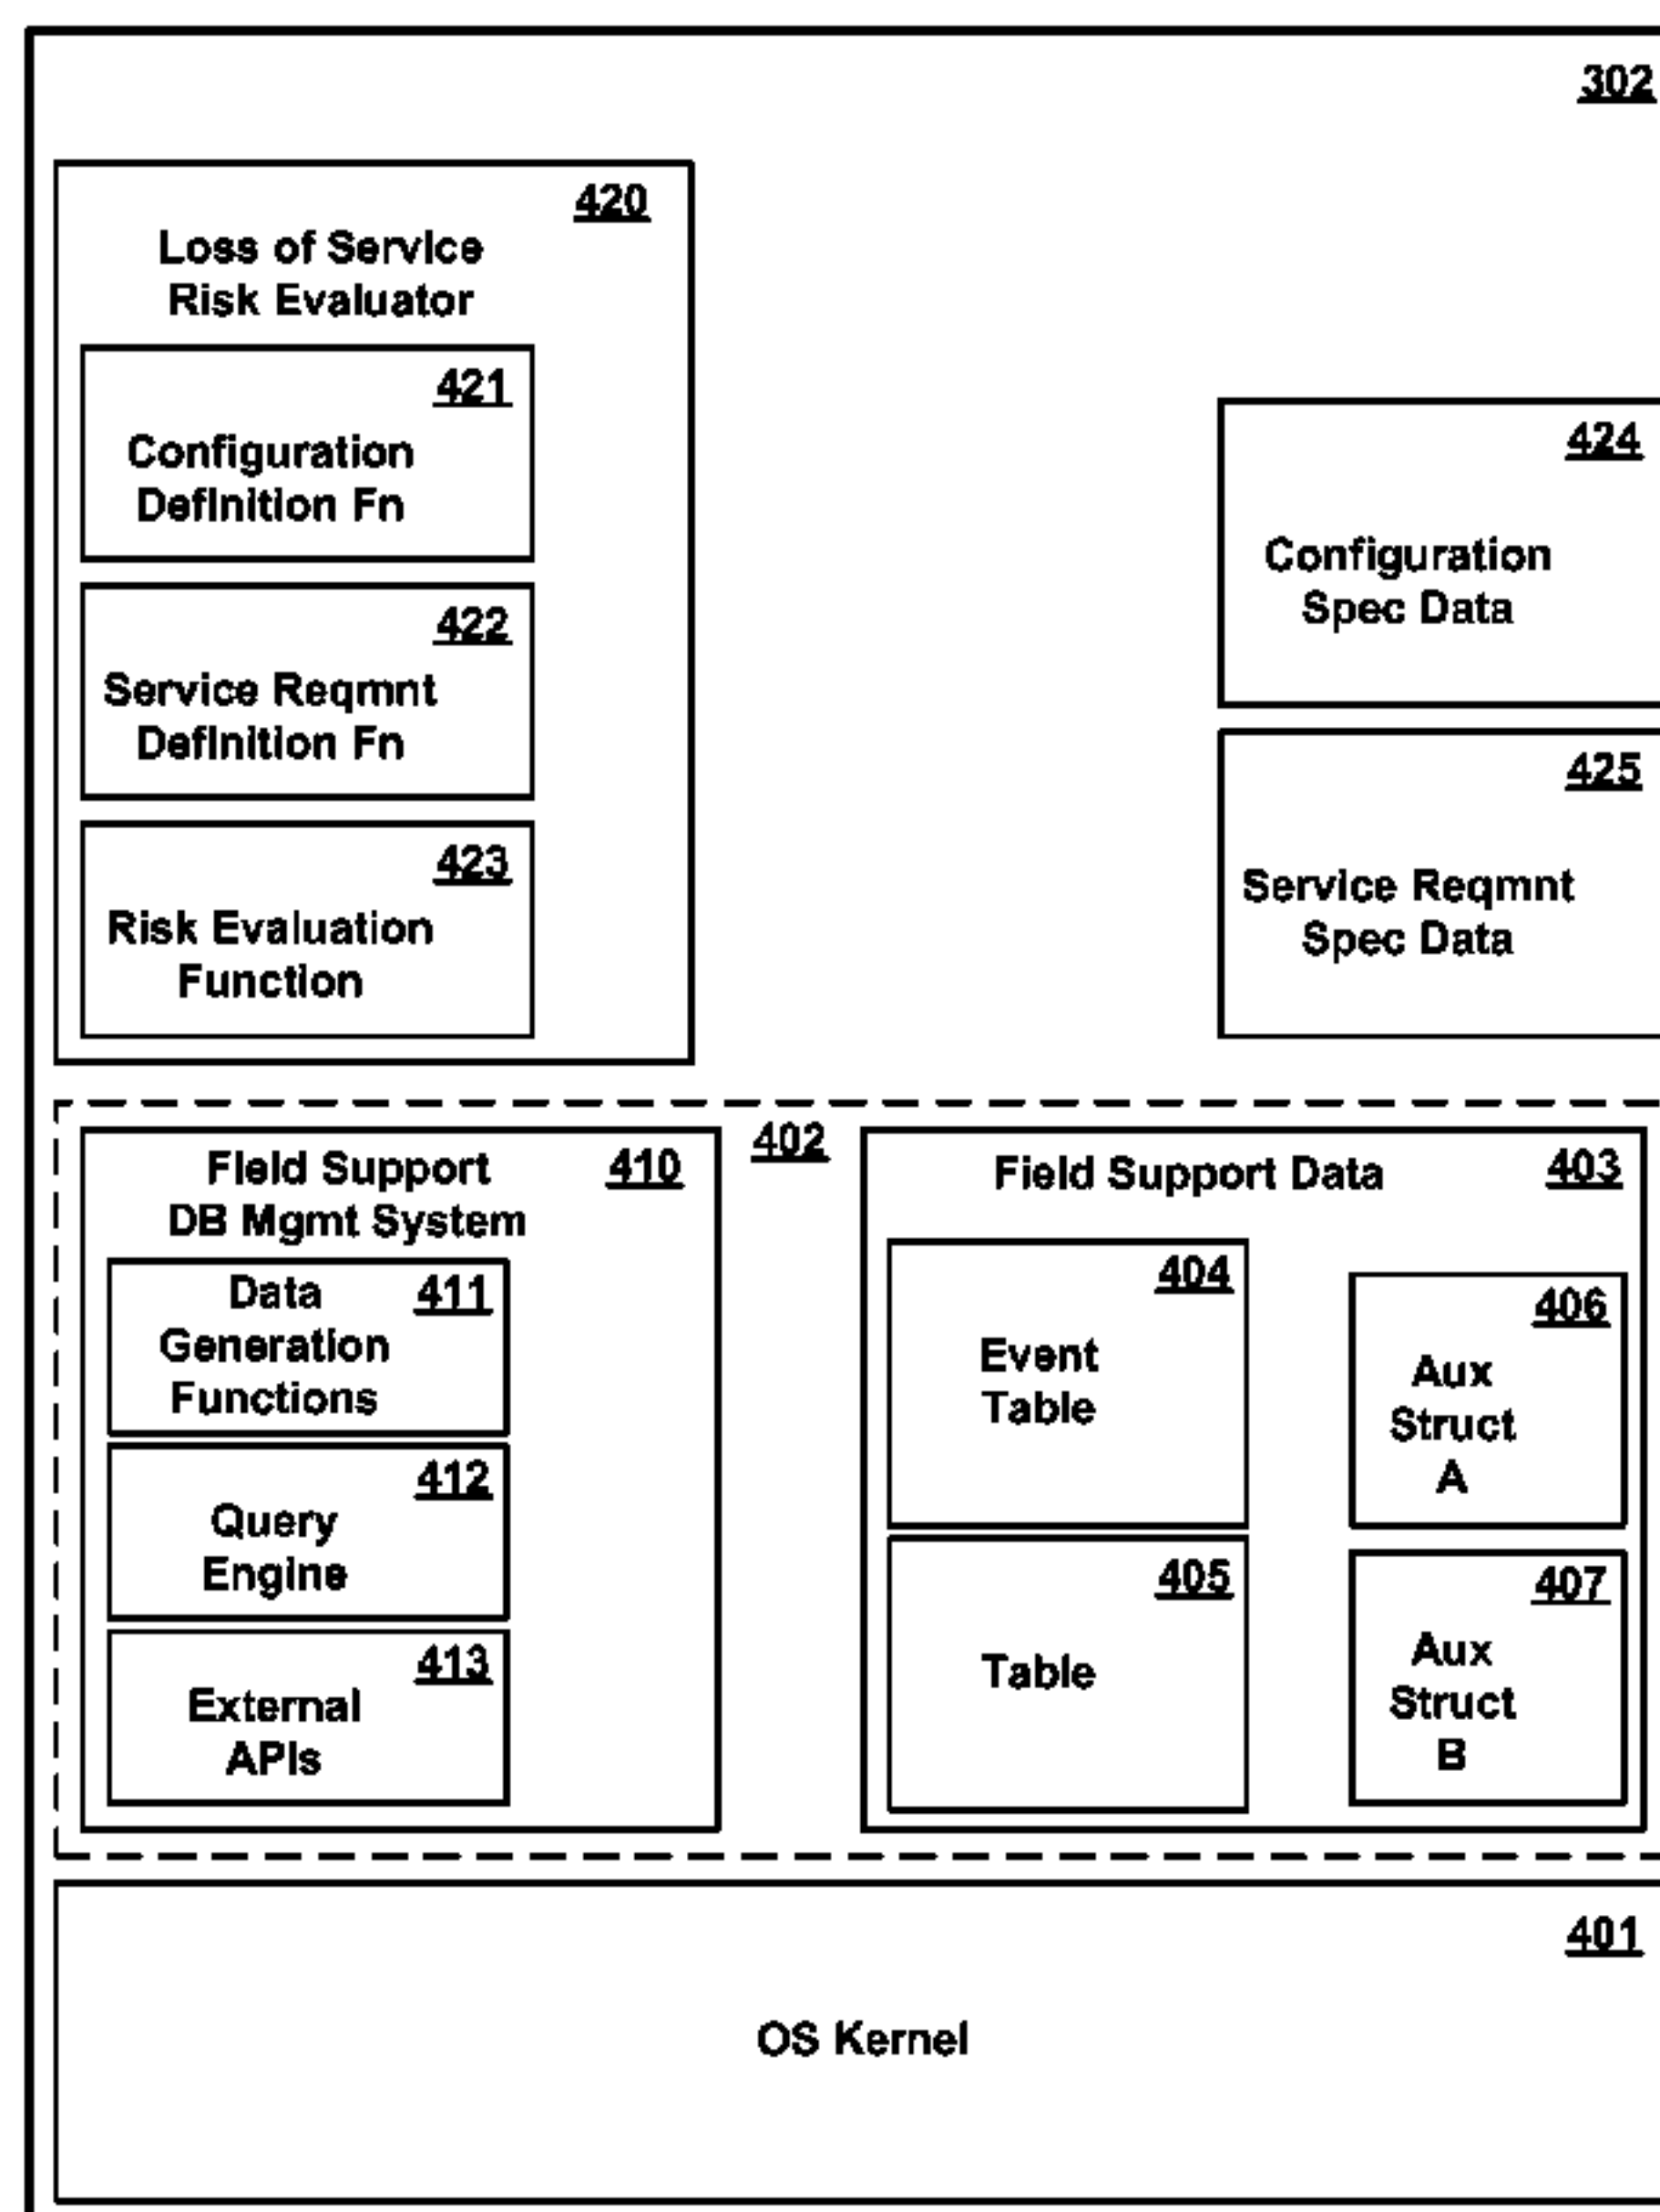 302
420
Loss of Service
Risk Evaluator
421
Configuration
Definition Fn
422
Service Reqmnt
Definition Fn
423
Risk Evaluation
Function
424
Configuration
Spec Data
425
Service Reqmnt
Spec Data
402
Field Support 410
DB Mgmt System
Data 411
Generation
Functions
412
Query
Engine
413
External
APIs
Field Support Data 403
404
Event
Table
405
Table
406
Aux
Struct
A
407
Aux
Struct
B
401
OS Kernel